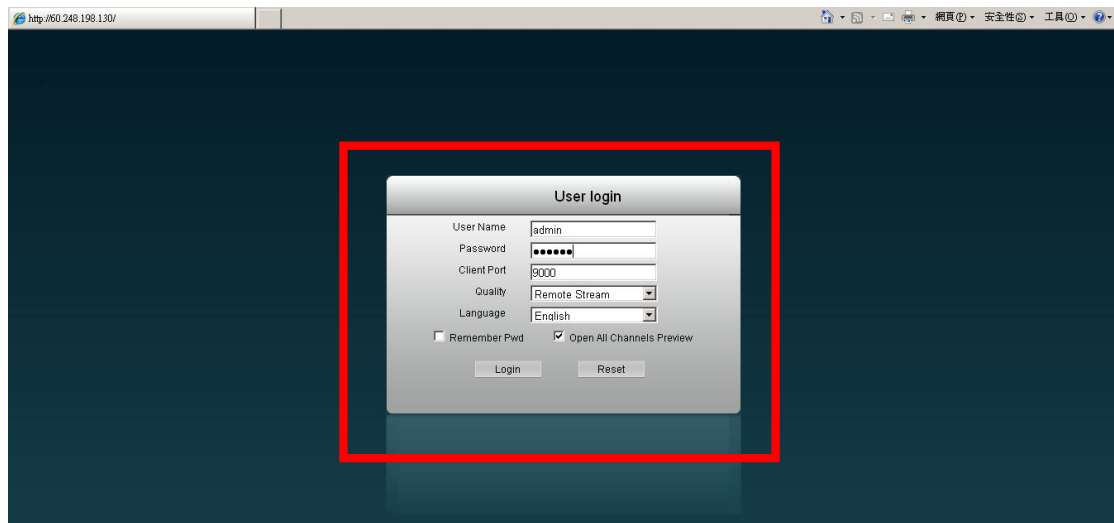 http://60.248.198.130/ 網頁(P) 安全性(S) 工具(O)
User login
User Name admin
Password ●●●●●●
Client Port 9000
Quality Remote Stream
Language English
Remember Pwd Open All Channels Preview
Login Reset